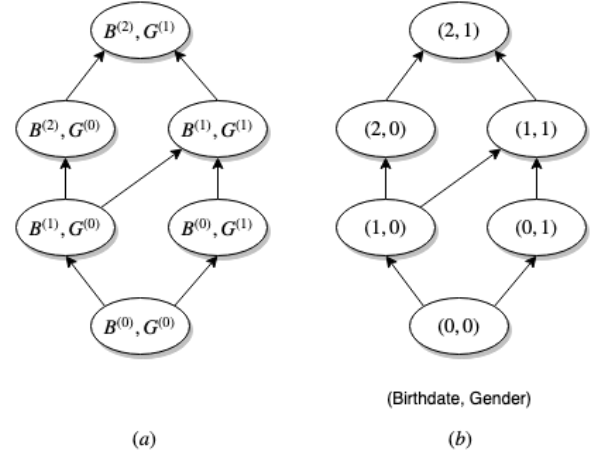 B⁽²⁾, G⁽¹⁾ (2, 1)
B⁽²⁾, G⁽⁰⁾ B⁽¹⁾, G⁽¹⁾ (2, 0) (1, 1)
B⁽¹⁾, G⁽⁰⁾ B⁽⁰⁾, G⁽¹⁾ (1, 0) (0, 1)
B⁽⁰⁾, G⁽⁰⁾ (0, 0)
(Birthdate, Gender)
(a) (b)